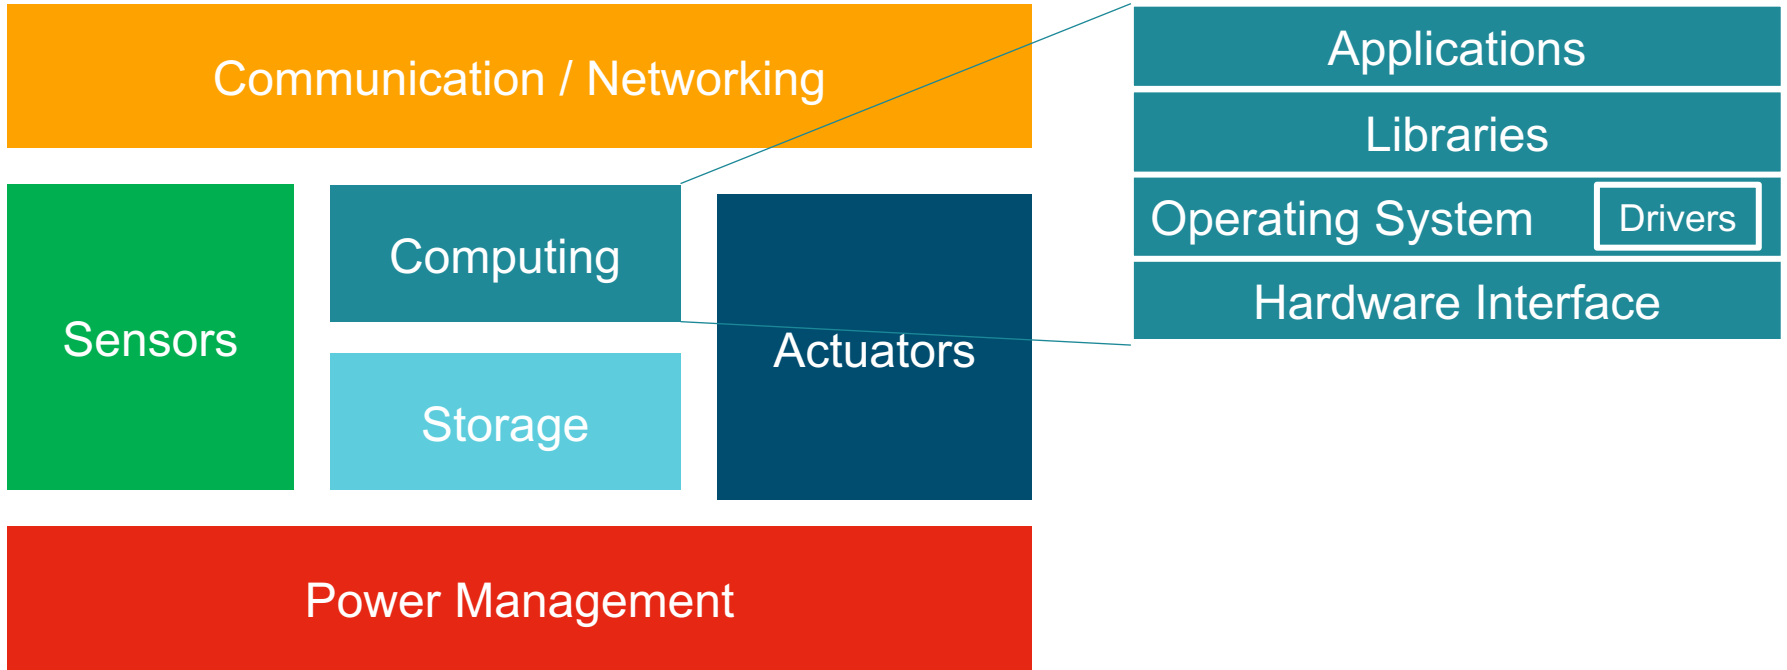 Communication / Networking
Sensors
Computing
Storage
Actuators
Power Management
Applications
Libraries
Operating System
Drivers
Hardware Interface